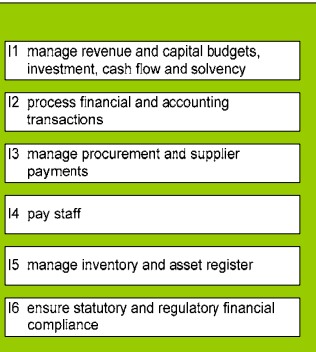 I1 manage revenue and capital budgets,
investment, cash flow and solvency
I2 process financial and accounting
transactions
I3 manage procurement and supplier
payments
I4 pay staff
I5 manage inventory and asset register
I6 ensure statutory and regulatory financial
compliance